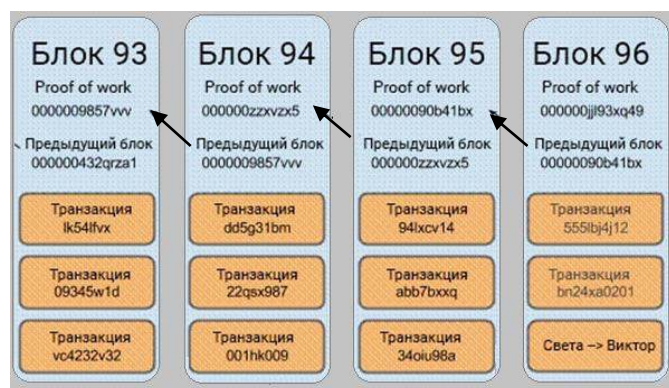 Блок 93
Proof of work
0000009857vvv
Предыдущий блок
000000432qrza1
Транзакция
lk54lfvx
Транзакция
09345w1d
Транзакция
vc4232v32
Блок 94
Proof of work
000000zzxvzx5
Предыдущий блок
0000009857vvv
Транзакция
dd5g31bm
Транзакция
22qsx987
Транзакция
001hk009
Блок 95
Proof of work
00000090b41bx
Предыдущий блок
000000zzxvzx5
Транзакция
94lxcv14
Транзакция
abb7bxxq
Транзакция
34oiu98a
Блок 96
Proof of work
000000jjl93xq49
Предыдущий блок
00000090b41bx
Транзакция
555lbj4j12
Транзакция
bn24xa0201
Света –> Виктор